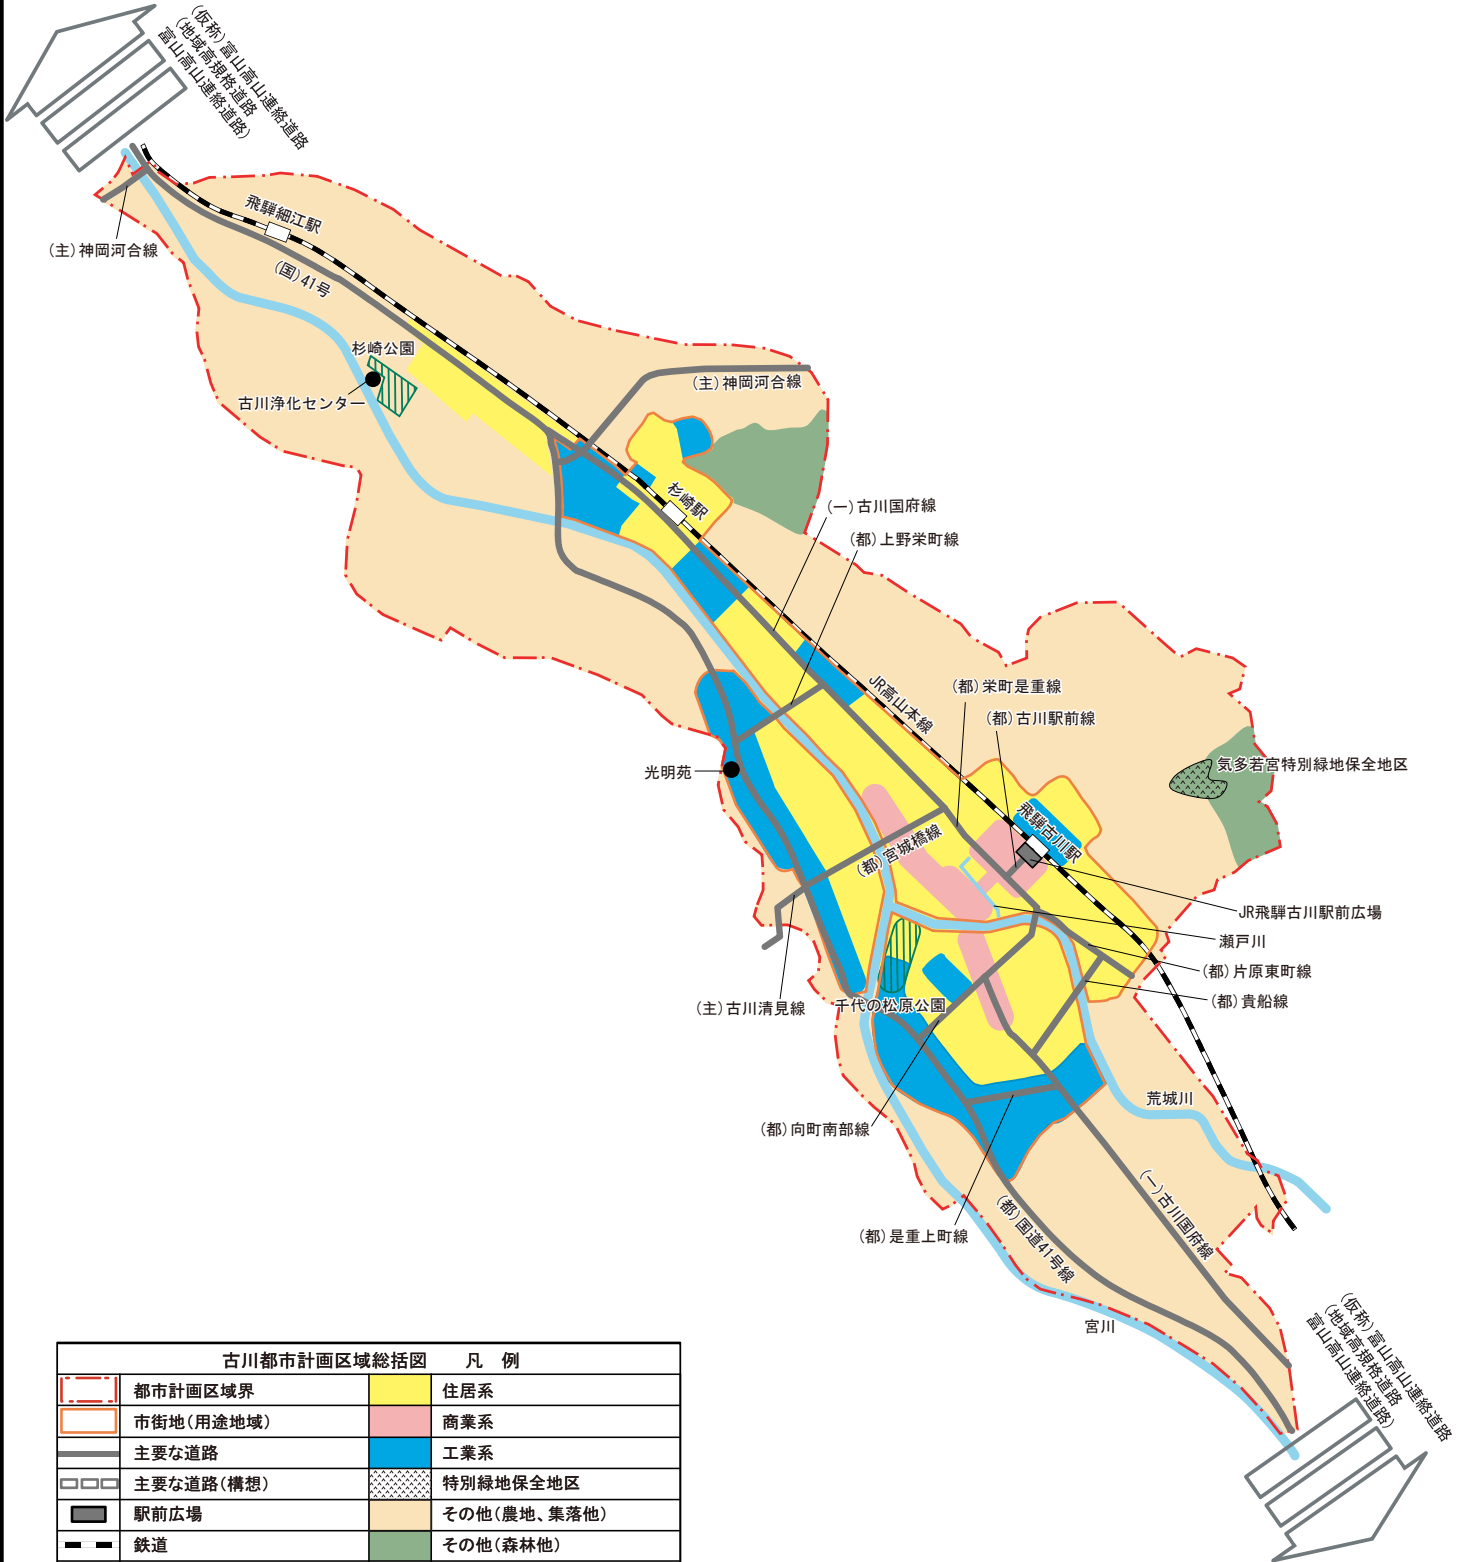 (仮称)富山高山連絡道路
(地域高規格道路
富山高山連絡道路)
(主)神岡河合線
飛騨細江駅
(国)41号
杉崎公園
古川浄化センター
(主)神岡河合線
杉崎駅
(一)古川国府線
(都)上野栄町線
JR高山本線
(都)栄町是重線
(都)古川駅前線
光明苑
気多若宮特別緑地保全地区
飛騨古川駅
(都)宮城橋線
JR飛騨古川駅前広場
瀬戸川
(都)片原東町線
(都)貴船線
(主)古川清見線
千代の松原公園
荒城川
(都)向町南部線
(都)是重上町線
(都)国道41号線
(一)古川国府線
宮川
(仮称)富山高山連絡道路
(地域高規格道路
富山高山連絡道路)
古川都市計画区域総括図 凡 例
都市計画区域界 住居系
市街地(用途地域) 商業系
主要な道路 工業系
主要な道路(構想) 特別緑地保全地区
駅前広場 その他(農地、集落他)
鉄道 その他(森林他)